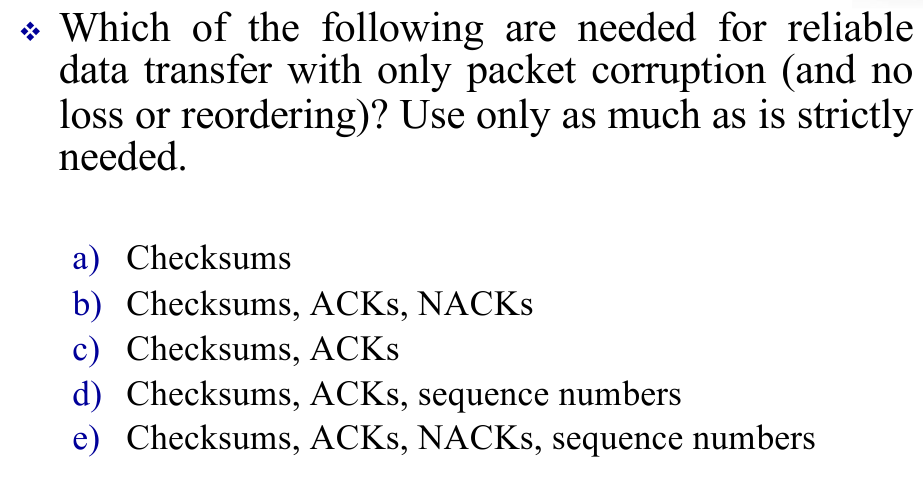 ❖ Which of the following are needed for reliable
data transfer with only packet corruption (and no
loss or reordering)? Use only as much as is strictly
needed.
a) Checksums
b) Checksums, ACKs, NACKs
c) Checksums, ACKs
d) Checksums, ACKs, sequence numbers
e) Checksums, ACKs, NACKs, sequence numbers